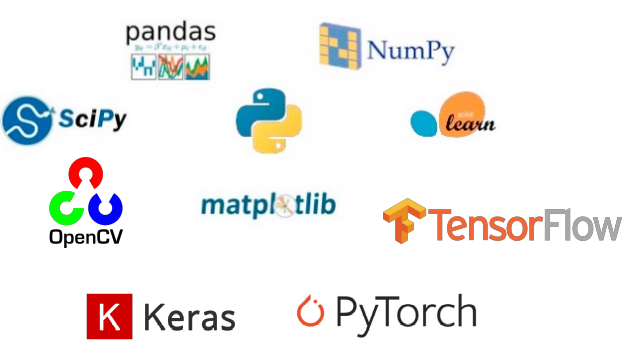 pandas
NumPy
SciPy
learn
OpenCV
matplotlib
TensorFlow
K Keras
PyTorch